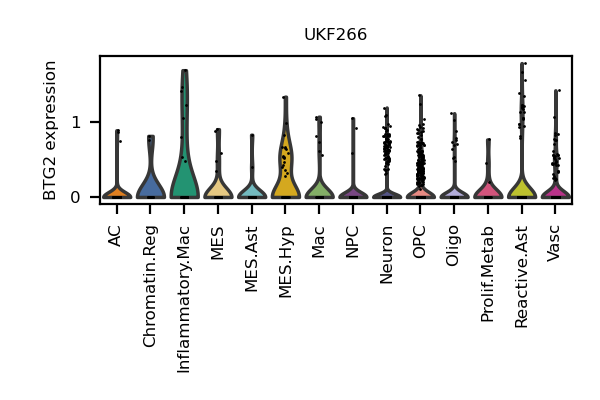 UKF266
BTG2 expression
1
0
AC
Chromatin.Reg
Inflammatory.Mac
MES
MES.Ast
MES.Hyp
Mac
NPC
Neuron
OPC
Oligo
Prolif.Metab
Reactive.Ast
Vasc